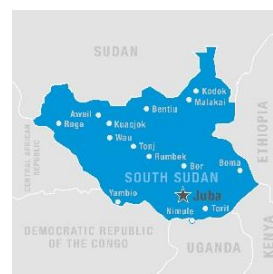 SUDAN
Kodok
Malakal
Bentiu
Aweil
Raga
Kuacjok
Wau
Tonj
Rumbek
Bor
Boma
SOUTH SUDAN
Juba
Yambio
Nimule
Torit
CENTRAL AFRICAN
REPUBLIC
ETHIOPIA
DEMOCRATIC REPUBLIC
OF THE CONGO
UGANDA
KENYA